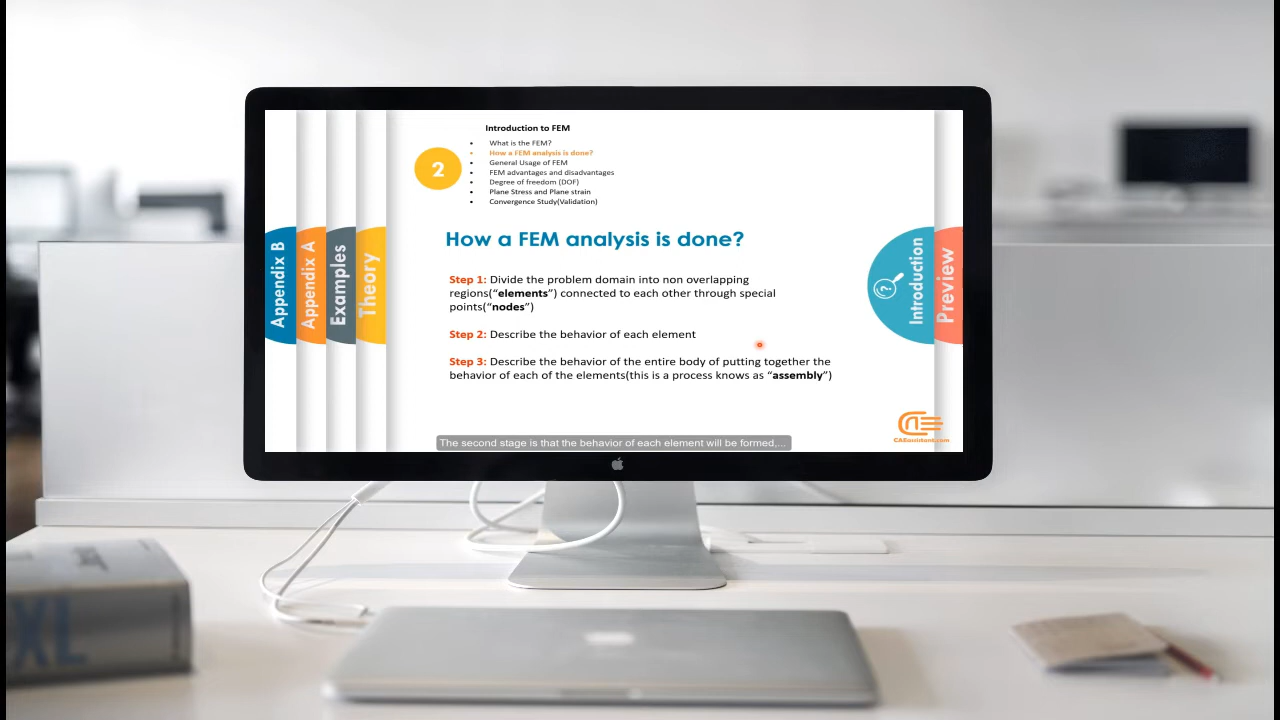 Introduction to FEM
• What is the FEM?
• How a FEM analysis is done?
• General Usage of FEM
• FEM advantages and disadvantages
• Degree of freedom (DOF)
• Plane Stress and Plane strain
• Convergence Study(Validation)
2
How a FEM analysis is done?
Step 1: Divide the problem domain into non overlapping
regions(“elements”) connected to each other through special
points(“nodes”)
Step 2: Describe the behavior of each element
Step 3: Describe the behavior of the entire body of putting together the
behavior of each of the elements(this is a process knows as “assembly”)
Appendix B
Appendix A
Examples
Theory
Introduction
Preview
CAEassistant.com
The second stage is that the behavior of each element will be formed,...
XL